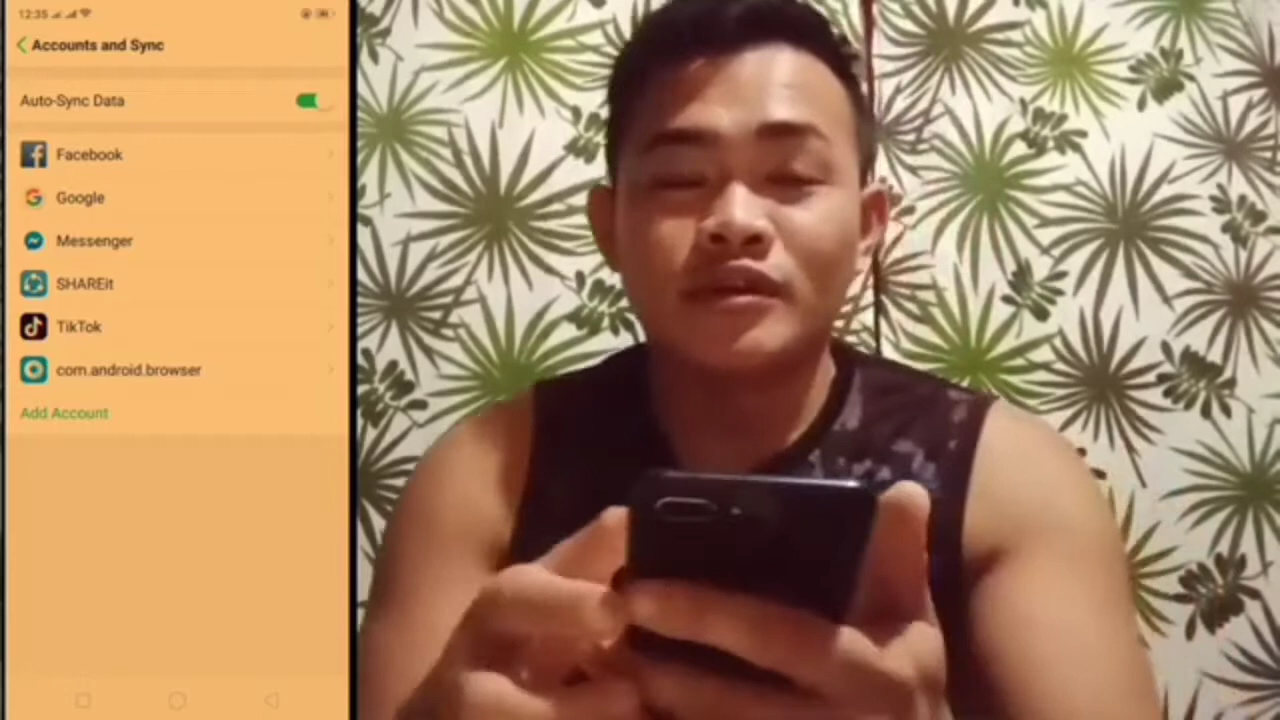 12:35
Accounts and Sync
Auto-Sync Data
Facebook
Google
Messenger
SHAREit
TikTok
com.android.browser
Add Account